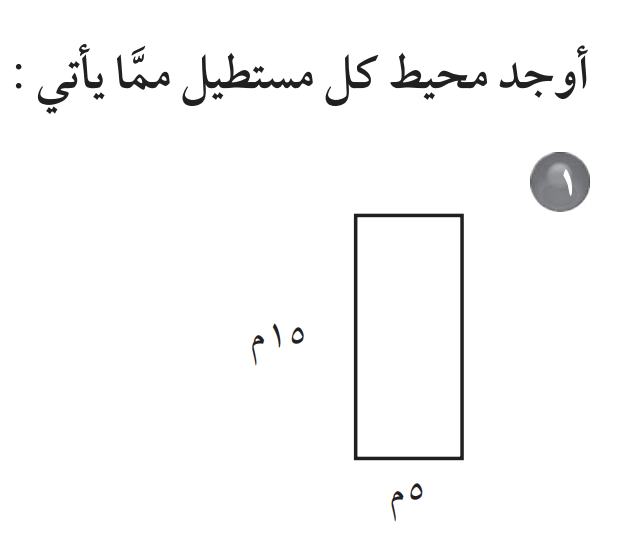 أوجد محيط كل مستطيل ممَّا يأتي :
١
١٥م
٥م